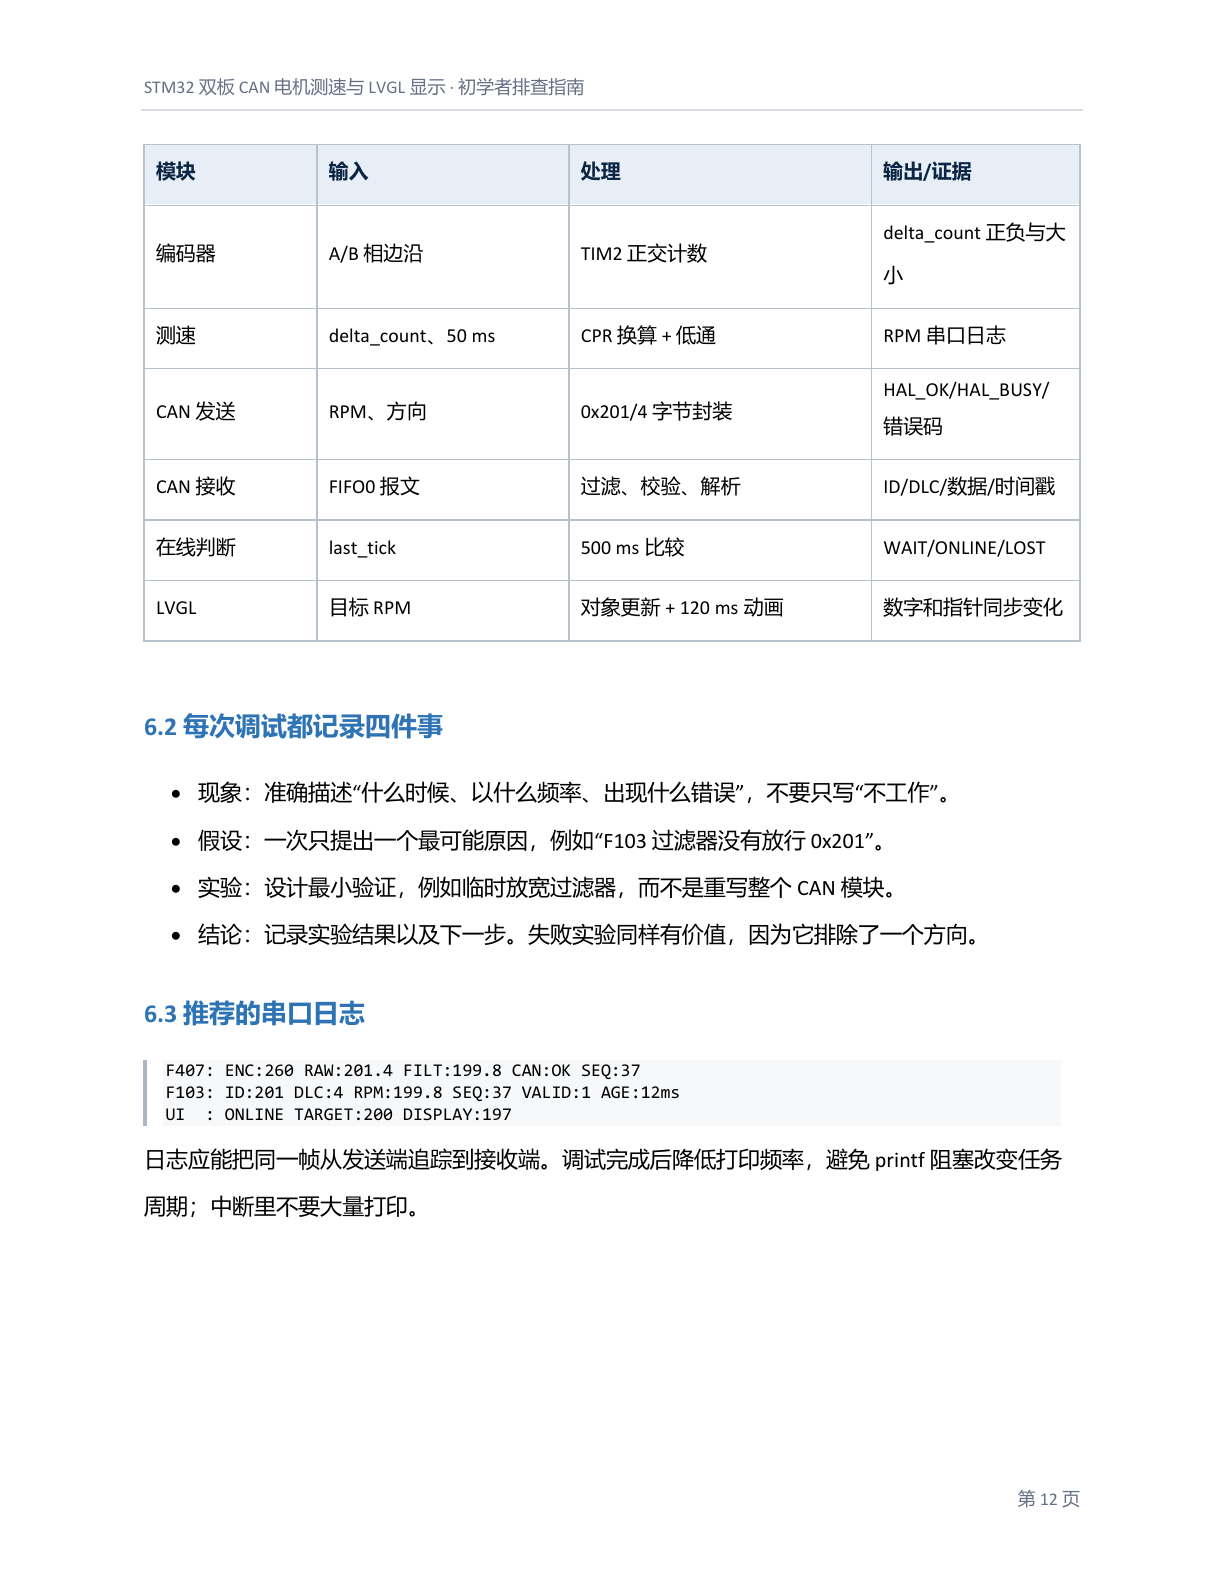 STM32 双板 CAN 电机测速与 LVGL 显示 · 初学者排查指南
模块 输入 处理 输出/证据
编码器 A/B 相边沿 TIM2 正交计数 delta_count 正负与大
小
测速 delta_count、50 ms CPR 换算 + 低通 RPM 串口日志
CAN 发送 RPM、方向 0x201/4 字节封装 HAL_OK/HAL_BUSY/
错误码
CAN 接收 FIFO0 报文 过滤、校验、解析 ID/DLC/数据/时间戳
在线判断 last_tick 500 ms 比较 WAIT/ONLINE/LOST
LVGL 目标 RPM 对象更新 + 120 ms 动画 数字和指针同步变化
6.2 每次调试都记录四件事
• 现象：准确描述“什么时候、以什么频率、出现什么错误”，不要只写“不工作”。
• 假设：一次只提出一个最可能原因，例如“F103 过滤器没有放行 0x201”。
• 实验：设计最小验证，例如临时放宽过滤器，而不是重写整个 CAN 模块。
• 结论：记录实验结果以及下一步。失败实验同样有价值，因为它排除了一个方向。
6.3 推荐的串口日志
F407: ENC:260 RAW:201.4 FILT:199.8 CAN:OK SEQ:37
F103: ID:201 DLC:4 RPM:199.8 SEQ:37 VALID:1 AGE:12ms
UI  : ONLINE TARGET:200 DISPLAY:197
日志应能把同一帧从发送端追踪到接收端。调试完成后降低打印频率，避免 printf 阻塞改变任务
周期；中断里不要大量打印。
第 12 页